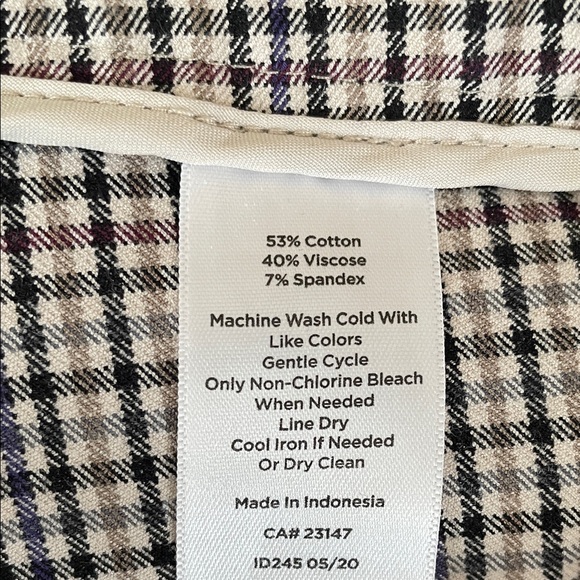 53% Cotton
40% Viscose
7% Spandex
Machine Wash Cold With
Like Colors
Gentle Cycle
Only Non-Chlorine Bleach
When Needed
Line Dry
Cool Iron If Needed
Or Dry Clean
Made In Indonesia
CA# 23147
ID245 05/20